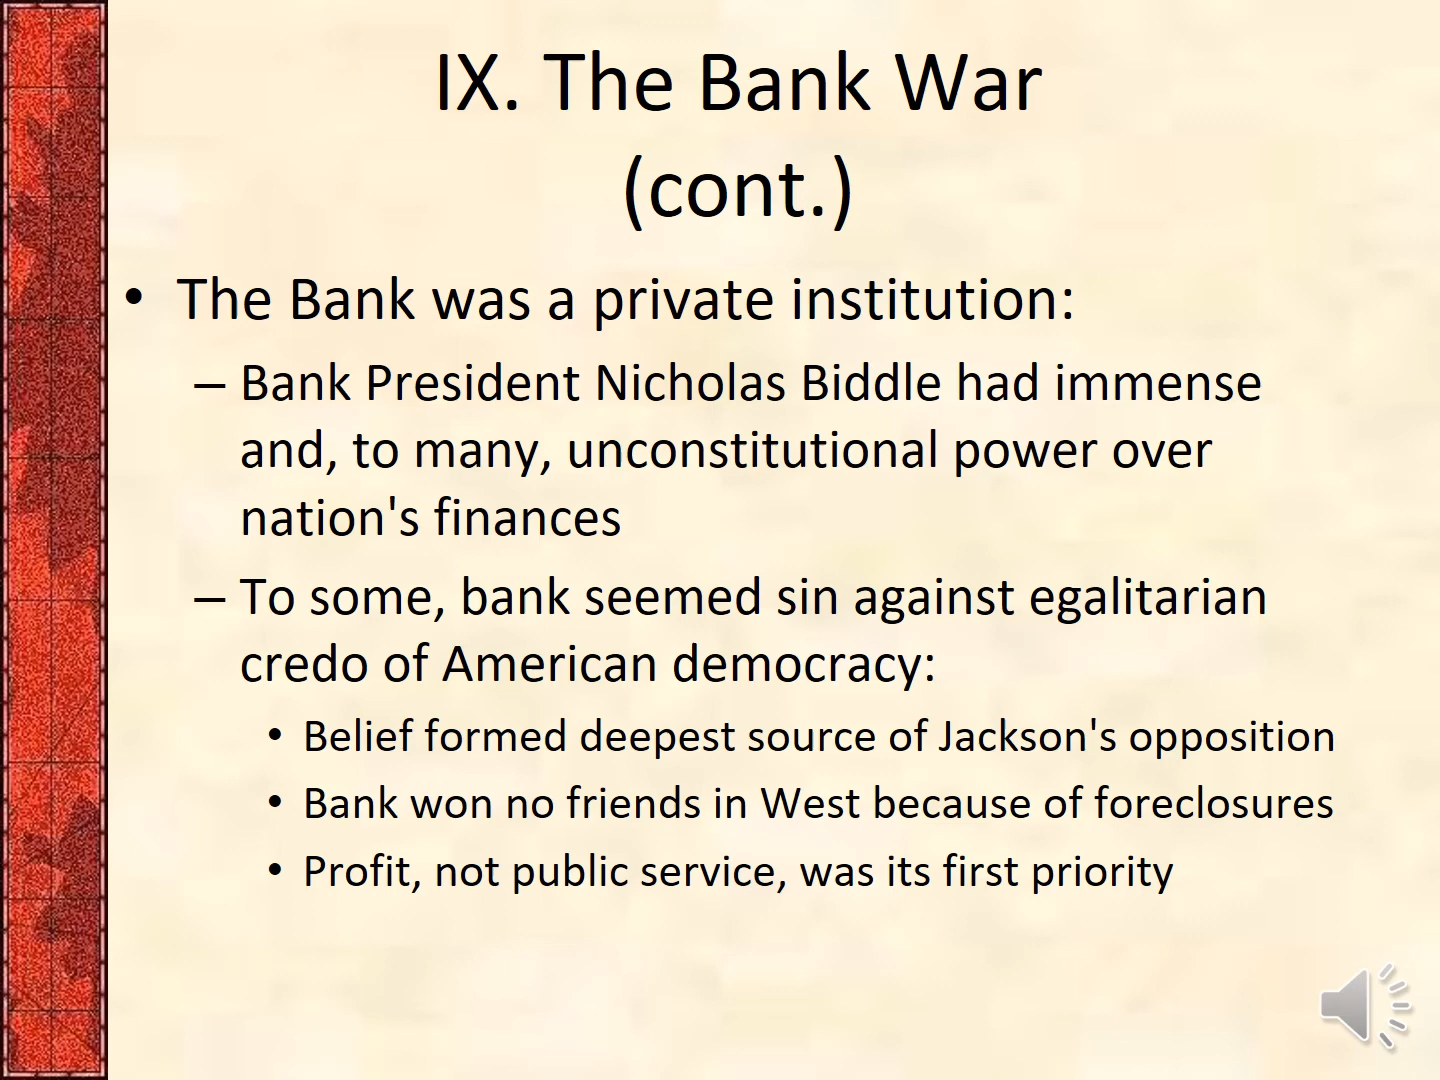 IX. The Bank War
(cont.)
• The Bank was a private institution:
– Bank President Nicholas Biddle had immense
and, to many, unconstitutional power over
nation's finances
– To some, bank seemed sin against egalitarian
credo of American democracy:
• Belief formed deepest source of Jackson's opposition
• Bank won no friends in West because of foreclosures
• Profit, not public service, was its first priority